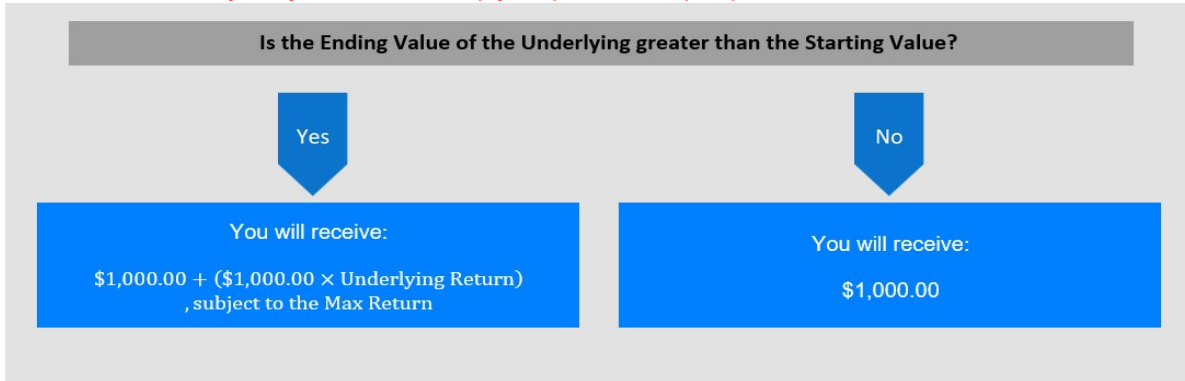 Is the Ending Value of the Underlying greater than the Starting Value?
Yes
No
You will receive:
$1,000.00 + ($1,000.00 × Underlying Return)
, subject to the Max Return
You will receive:
$1,000.00